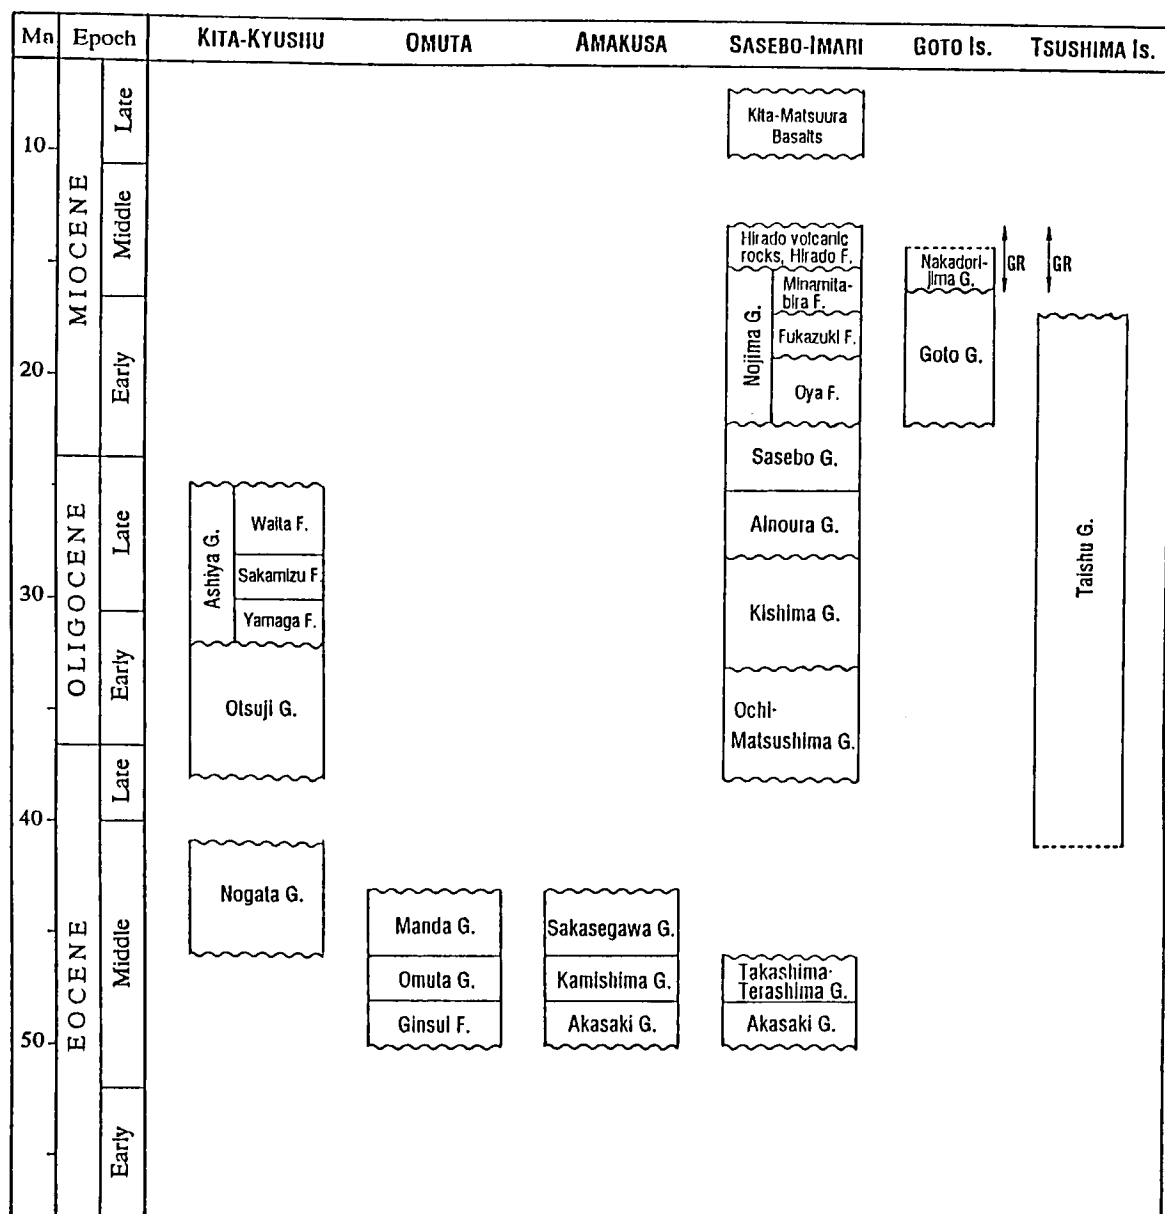 Ma
Epoch
KITA-KYUSHU
OMUTA
AMAKUSA
SASEBO-IMARI
GOTO IS.
TSUSHIMA IS.
10
20
30
40
50
MIOCENE
OLIGOCENE
EOCENE
Late
Middle
Early
Late
Early
Late
Middle
Early
Ashiya G.
Waita F.
Sakamizu F.
Yamaga F.
Otsuji G.
Nogata G.
Manda G.
Omuta G.
Ginsui F.
Sakasegawa G.
Kamishima G.
Akasaki G.
Kita-Matsuura
Basalts
Hirado volcanic
rocks, Hirado F.
Nojima G.
Minamita-
bira F.
Fukazuki F.
Oya F.
Sasebo G.
Ainoura G.
Kishima G.
Ochi-
Matsushima G.
Takashima-
Terashima G.
Akasaki G.
Nakadori-
jima G.
Goto G.
GR
GR
Taishu G.